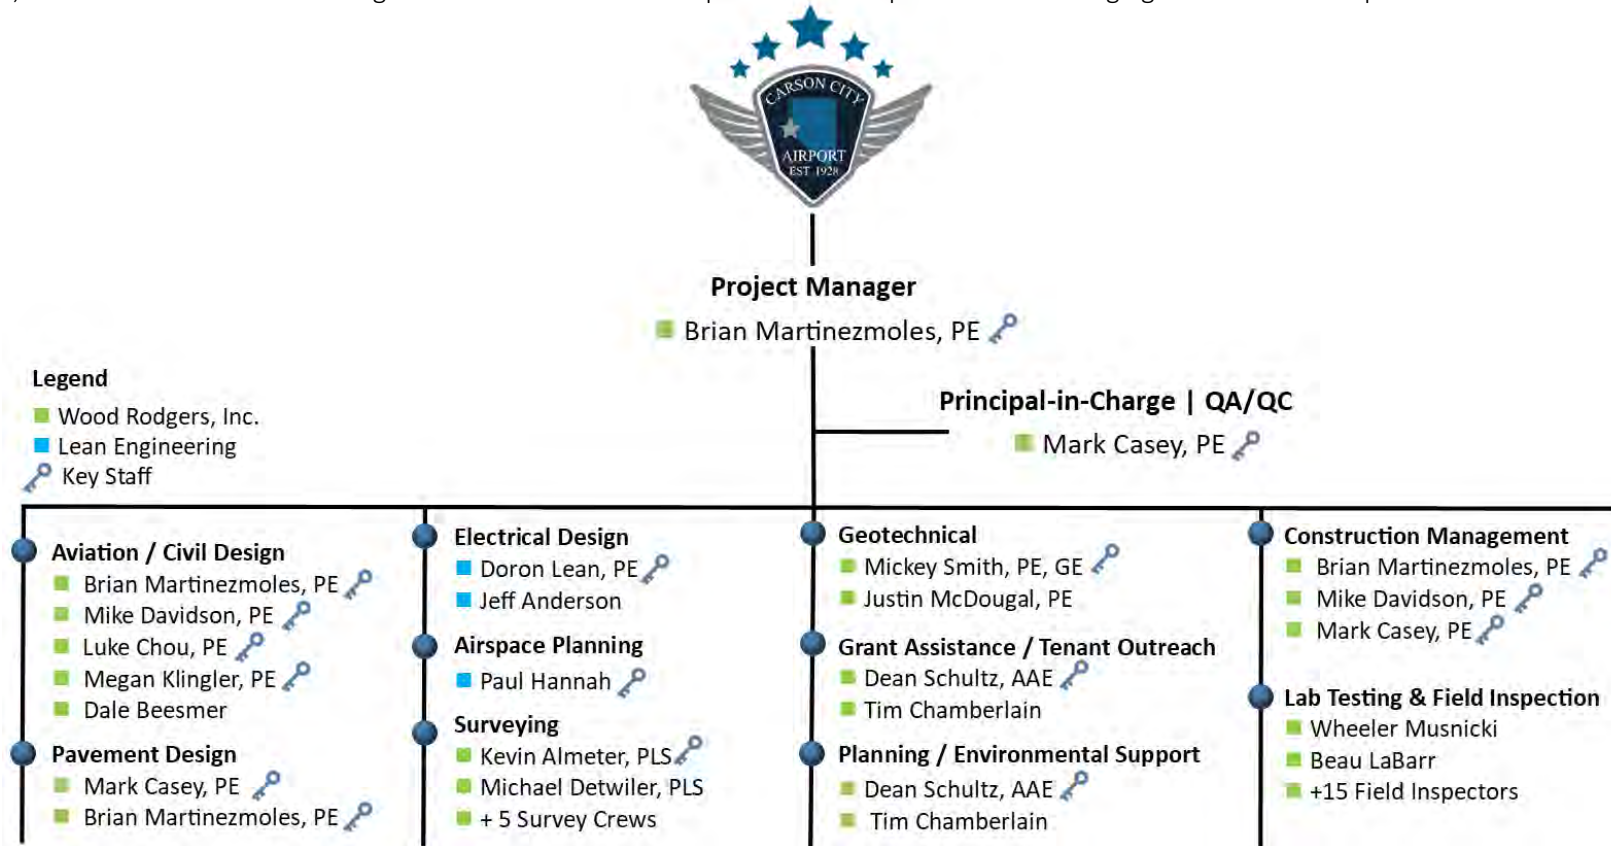 CARSON CITY
AIRPORT
EST 1928
Project Manager
Brian Martinezmoles, PE
Legend
Wood Rodgers, Inc.
Lean Engineering
Key Staff
Principal-in-Charge | QA/QC
Mark Casey, PE
Aviation / Civil Design
Brian Martinezmoles, PE
Mike Davidson, PE
Luke Chou, PE
Megan Klingler, PE
Dale Beesmer
Pavement Design
Mark Casey, PE
Brian Martinezmoles, PE
Electrical Design
Doron Lean, PE
Jeff Anderson
Airspace Planning
Paul Hannah
Surveying
Kevin Almeter, PLS
Michael Detwiler, PLS
+ 5 Survey Crews
Geotechnical
Mickey Smith, PE, GE
Justin McDougal, PE
Grant Assistance / Tenant Outreach
Dean Schultz, AAE
Tim Chamberlain
Planning / Environmental Support
Dean Schultz, AAE
Tim Chamberlain
Construction Management
Brian Martinezmoles, PE
Mike Davidson, PE
Mark Casey, PE
Lab Testing & Field Inspection
Wheeler Musnicki
Beau LaBarr
+15 Field Inspectors